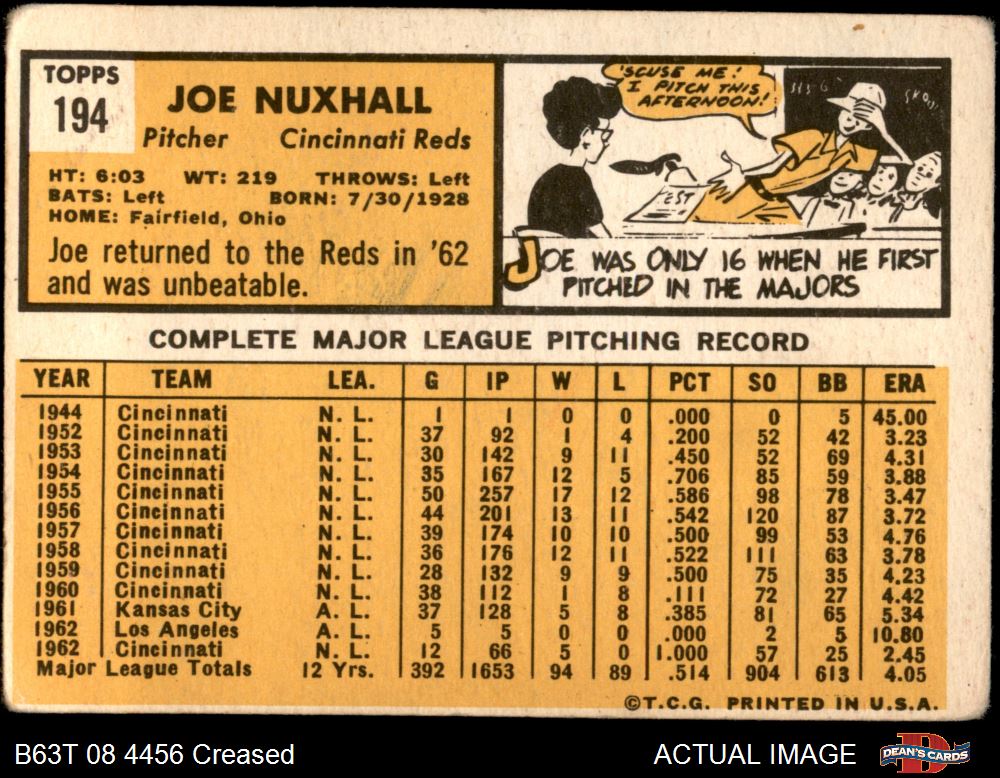 TOPPS
194
JOE NUXHALL
Pitcher Cincinnati Reds
HT: 6:03 WT: 219 THROWS: Left
BATS: Left BORN: 7/30/1928
HOME: Fairfield, Ohio
Joe returned to the Reds in '62
and was unbeatable.
'SCUSE ME!
I PITCH THIS
AFTERNOON!
TEST
JOE WAS ONLY 16 WHEN HE FIRST
PITCHED IN THE MAJORS
COMPLETE MAJOR LEAGUE PITCHING RECORD
YEAR TEAM LEA. G IP W L PCT SO BB ERA
1944 Cincinnati N. L. 1 1 0 0 .000 0 5 45.00
1952 Cincinnati N. L. 37 92 1 4 .200 52 42 3.23
1953 Cincinnati N. L. 30 142 9 11 .450 52 69 4.31
1954 Cincinnati N. L. 35 167 12 5 .706 85 59 3.88
1955 Cincinnati N. L. 50 257 17 12 .586 98 78 3.47
1956 Cincinnati N. L. 44 201 13 11 .542 120 87 3.72
1957 Cincinnati N. L. 39 174 10 10 .500 99 53 4.76
1958 Cincinnati N. L. 36 176 12 11 .522 111 63 3.78
1959 Cincinnati N. L. 28 132 9 9 .500 75 35 4.23
1960 Cincinnati N. L. 38 112 1 8 .111 72 27 4.42
1961 Kansas City A. L. 37 128 5 8 .385 81 65 5.34
1962 Los Angeles A. L. 5 5 0 0 .000 2 5 10.80
1962 Cincinnati N. L. 12 66 5 0 1.000 57 25 2.45
Major League Totals 12 Yrs. 392 1653 94 89 .514 904 613 4.05
©T.C.G. PRINTED IN U.S.A.
B63T 08 4456 Creased ACTUAL IMAGE DEAN'S CARDS